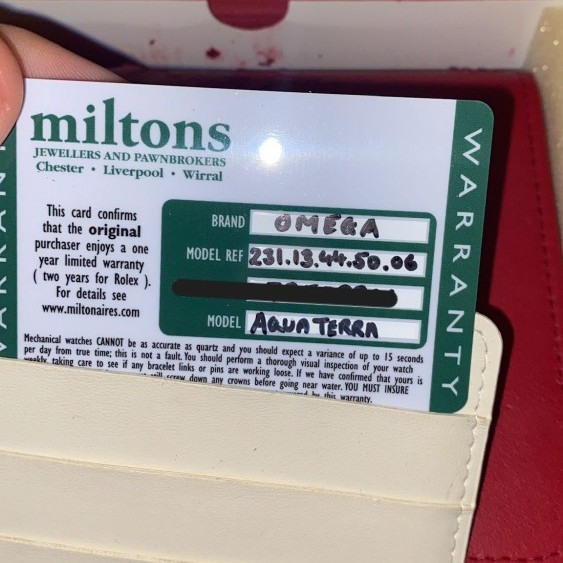 miltons
JEWELLERS AND PAWNBROKERS
Chester • Liverpool • Wirral
This card confirms
that the original
purchaser enjoys a one
year limited warranty
( two years for Rolex ).
For details see
www.miltonaires.com
BRAND OMEGA
MODEL REF 231.13.44.50.06
MODEL AQUA TERRA
Mechanical watches CANNOT be as accurate as quartz and you should expect a variance of up to 15 seconds
per day from true time; this is not a fault. You should perform a thorough visual inspection of your watch
weekly, taking care to see if any bracelet links or pins are working loose. If we have confirmed that yours is
screw down any crowns before going near water. YOU MUST INSURE
by this warranty.
WARRANTY
WARRAN